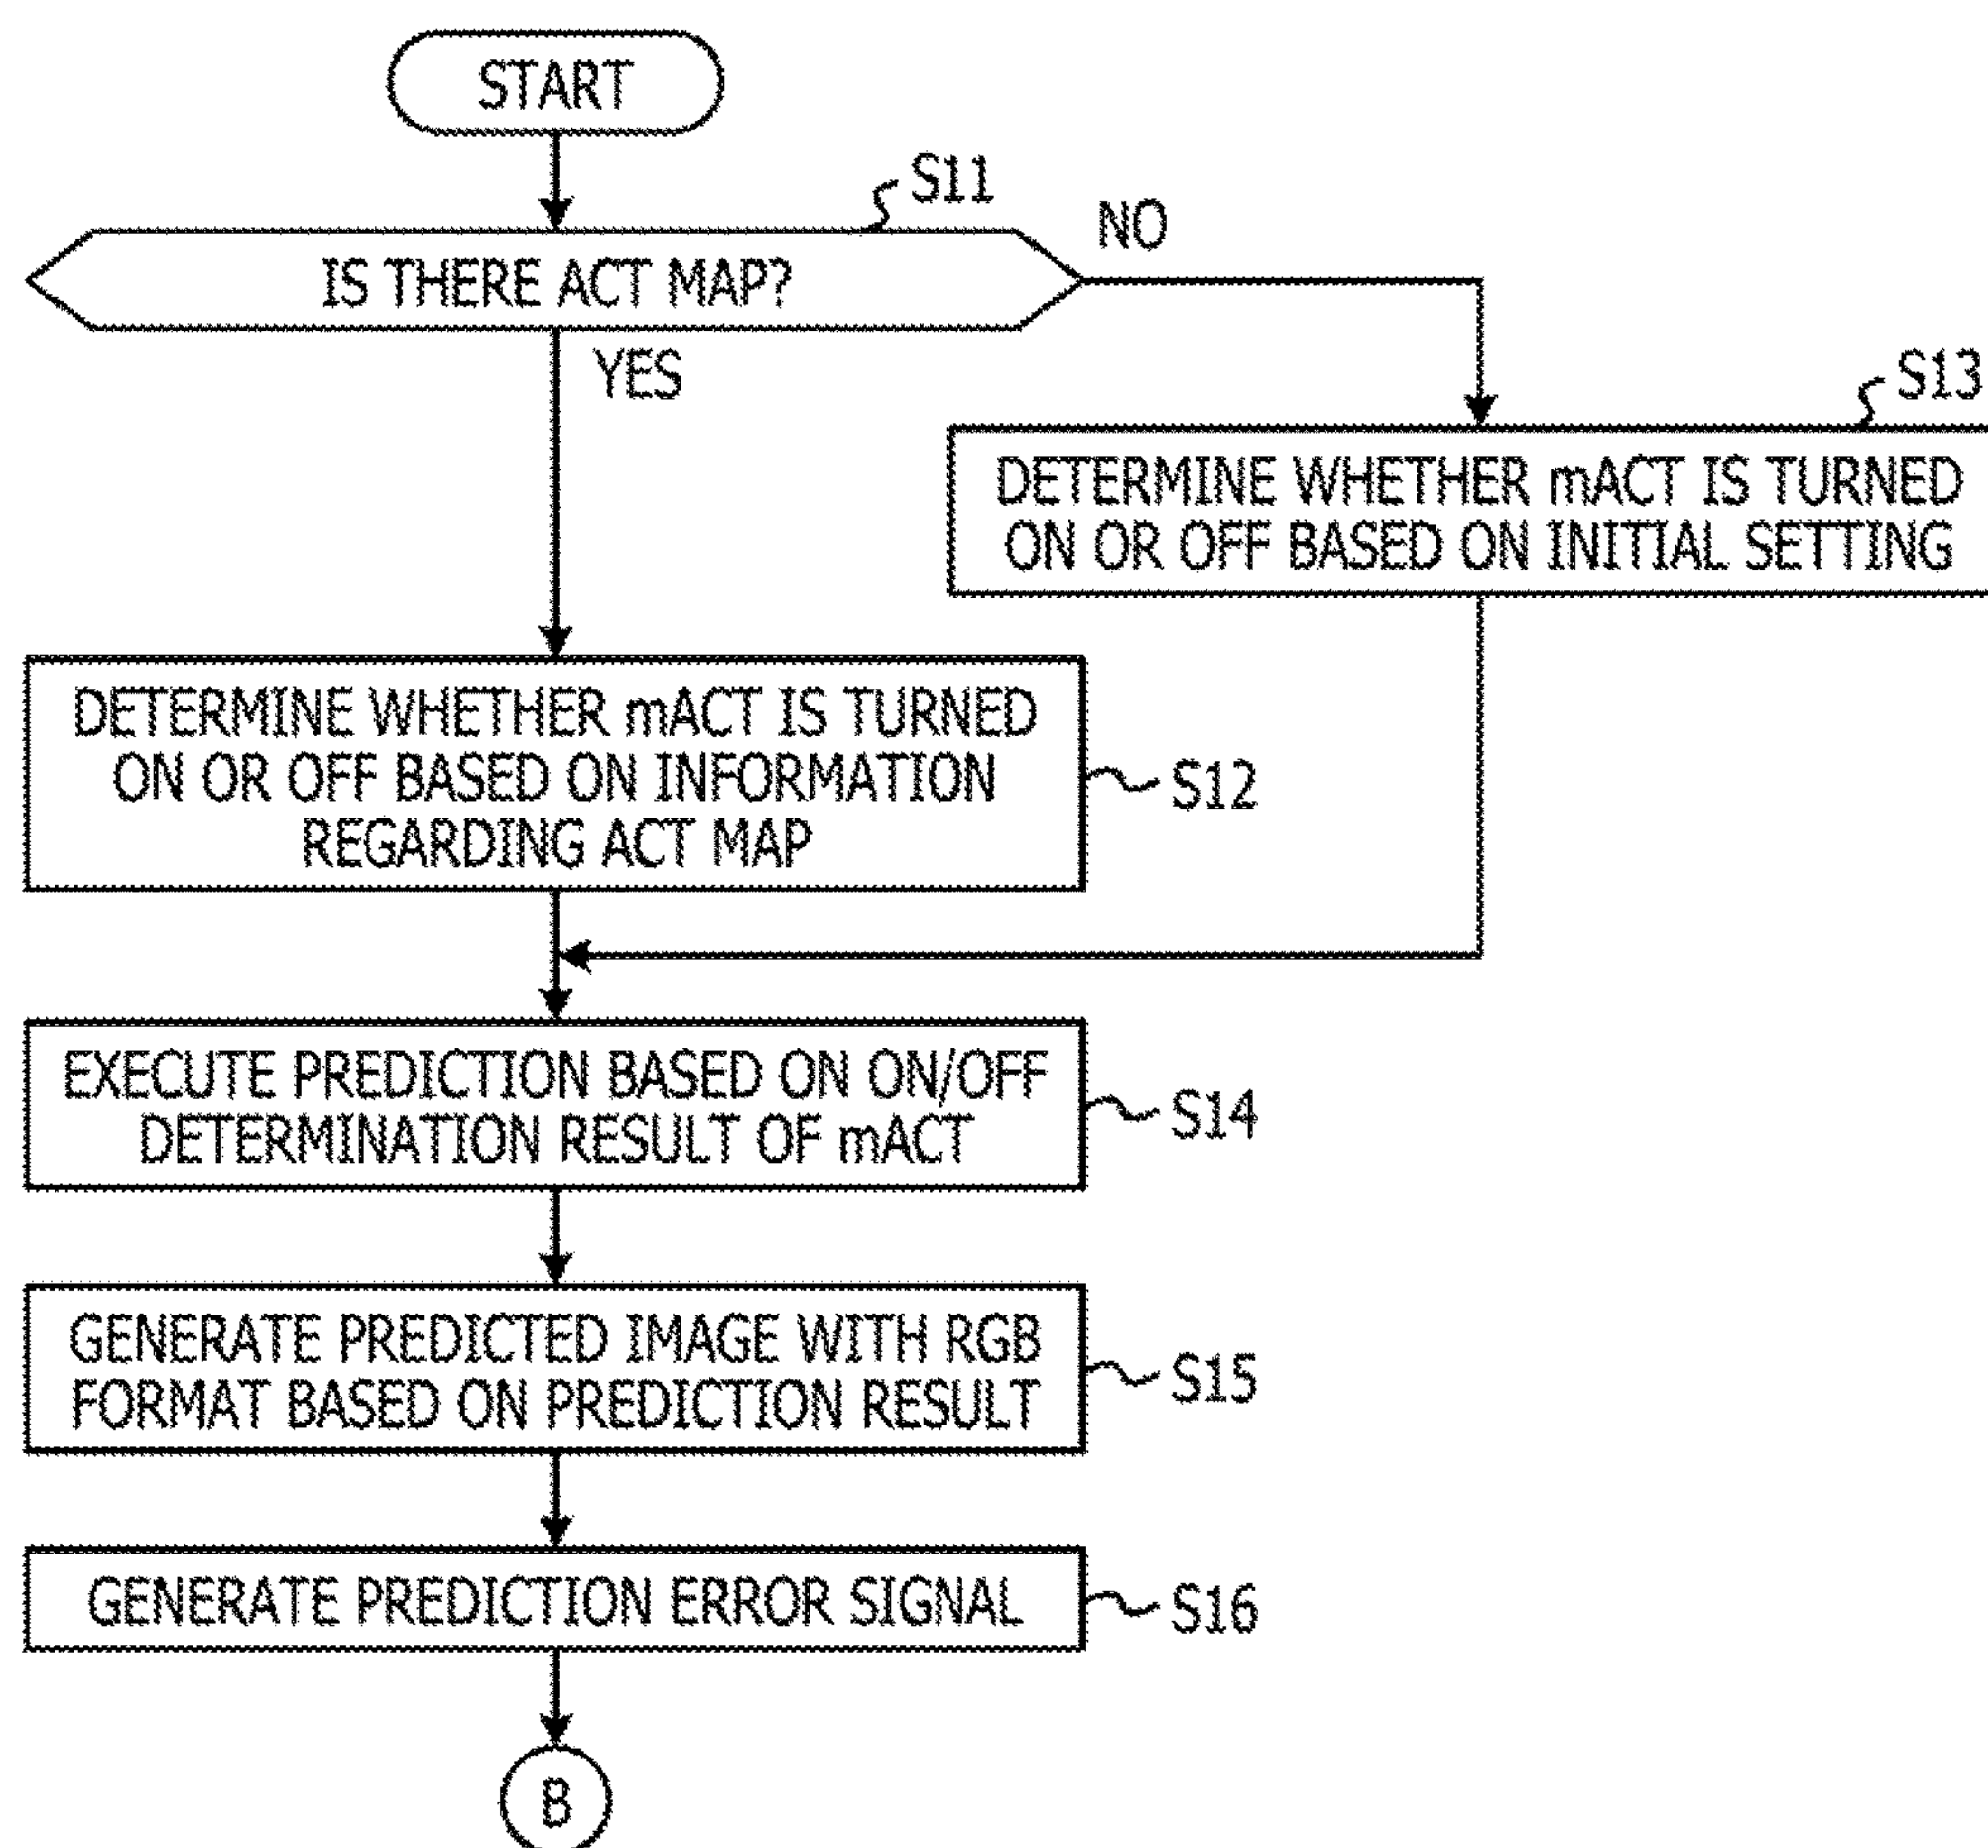 START
S11
IS THERE ACT MAP?
NO
YES
S13
DETERMINE WHETHER mACT IS TURNED
ON OR OFF BASED ON INITIAL SETTING
DETERMINE WHETHER mACT IS TURNED
ON OR OFF BASED ON INFORMATION
REGARDING ACT MAP
S12
EXECUTE PREDICTION BASED ON ON/OFF
DETERMINATION RESULT OF mACT
S14
GENERATE PREDICTED IMAGE WITH RGB
FORMAT BASED ON PREDICTION RESULT
S15
GENERATE PREDICTION ERROR SIGNAL
S16
B